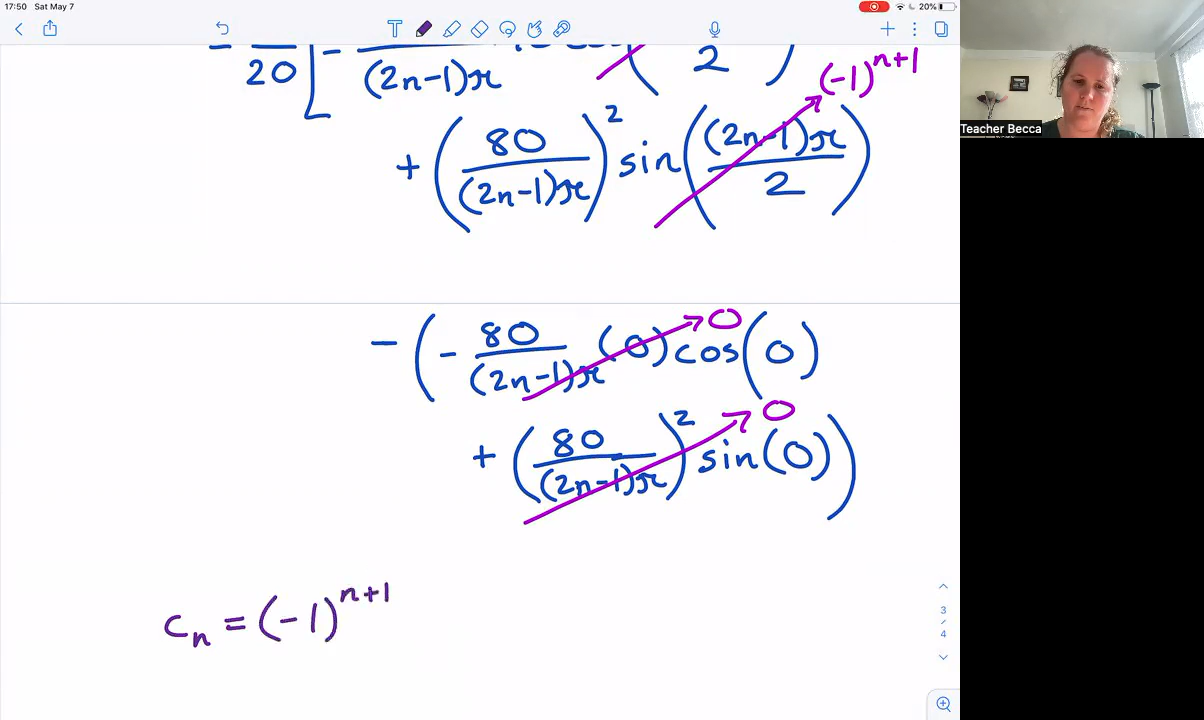 17:50 Sat May 7
20%
T
- 20 [ - (2n-1)π ( 2 )
(-1)^{n+1}
+ (80/(2n-1)π)^2 sin((2n-1)π/2)
- (- 80/(2n-1)π (0) cos(0) 0
+ (80/(2n-1)π)^2 sin(0)) 0
c_n = (-1)^{n+1}
3
/
4
Teacher Becca